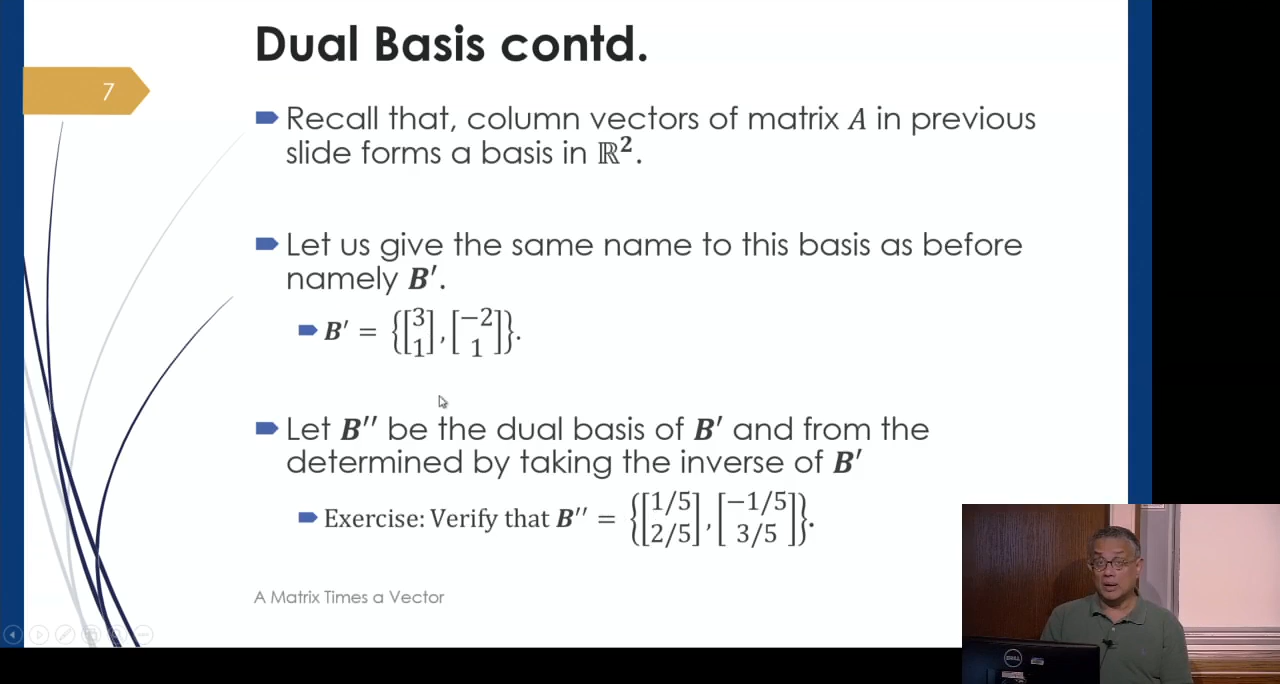 Dual Basis contd.
7
Recall that, column vectors of matrix A in previous
slide forms a basis in ℝ².
Let us give the same name to this basis as before
namely B′.
B′ = {[3 1], [−2 1]}.
Let B′′ be the dual basis of B′ and from the
determined by taking the inverse of B′
Exercise: Verify that B′′ = {[1/5 2/5], [−1/5 3/5]}.
A Matrix Times a Vector
DELL